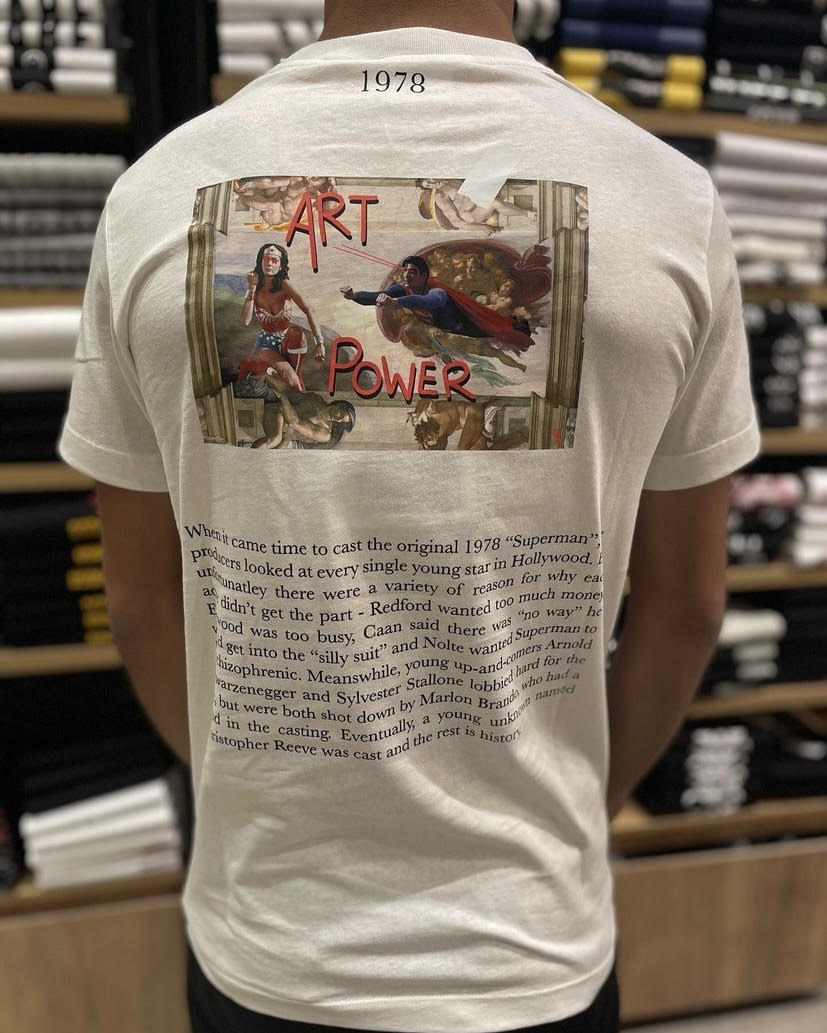 1978
ART
POWER
When it came time to cast the original 1978 “Superman”,
producers looked at every single young star in Hollywood.
unfortunatley there were a variety of reason for why
didn’t get the part - Redford wanted too much money
was too busy, Caan said there was “no way” he
get into the “silly suit” and Nolte wanted Superman to
Meanwhile, young up-and-comers Arnold
and Sylvester Stallone lobbied hard for the
but were both shot down by Marlon Brando, who had a
in the casting. Eventually, a young unknown named
Reeve was cast and the rest is history.